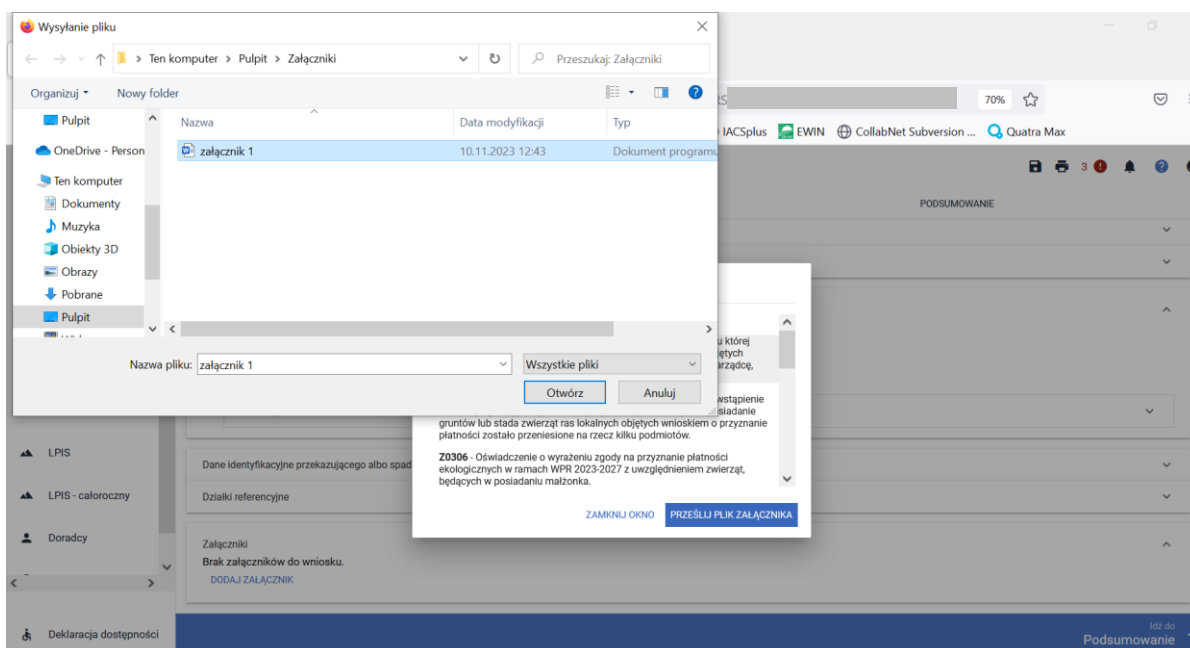 Wysyłanie pliku
Ten komputer > Pulpit > Załączniki
Przeszukaj: Załączniki
Organizuj
Nowy folder
70%
Pulpit
Nazwa
Data modyfikacji
Typ
IACSplus
EWIN
CollabNet Subversion ...
Quatra Max
OneDrive - Person
załącznik 1
10.11.2023 12:43
Dokument programu
3
Ten komputer
Dokumenty
PODSUMOWANIE
Muzyka
Obiekty 3D
Obrazy
Pobrane
Pulpit
u której
ętych
arządcę,
Nazwa pliku:
załącznik 1
Wszystkie pliki
Otwórz
Anuluj
wstąpienie
siadanie
gruntów lub stada zwierząt ras lokalnych objętych wnioskiem o przyznanie
płatności zostało przeniesione na rzecz kilku podmiotów.
LPIS
Dane identyfikacyjne przekazującego albo spad
Z0306 - Oświadczenie o wyrażeniu zgody na przyznanie płatności
ekologicznych w ramach WPR 2023-2027 z uwzględnieniem zwierząt,
będących w posiadaniu małżonka.
LPIS - całoroczny
Działki referencyjne
ZAMKNIJ OKNO
PRZEŚLIJ PLIK ZAŁĄCZNIKA
Doradcy
Załączniki
Brak załączników do wniosku.
DODAJ ZAŁĄCZNIK
Deklaracja dostępności
Idź do
Podsumowanie